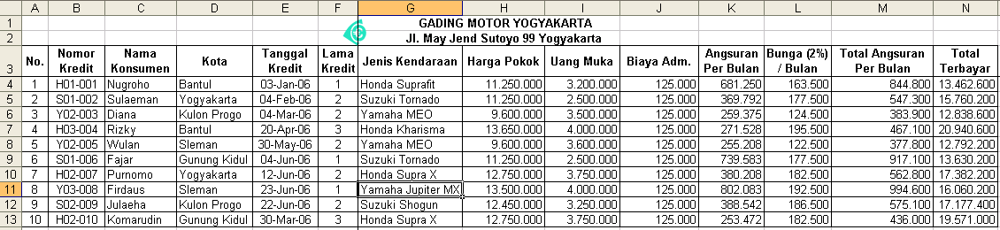 A B C D E F G H I J K L M N
1 GADING MOTOR YOGYAKARTA
2 Jl. May Jend Sutoyo 99 Yogyakarta
3 No. Nomor Kredit Nama Konsumen Kota Tanggal Kredit Lama Kredit Jenis Kendaraan Harga Pokok Uang Muka Biaya Adm. Angsuran Per Bulan Bunga (2%) / Bulan Total Angsuran Per Bulan Total Terbayar
4 1 H01-001 Nugroho Bantul 03-Jan-06 1 Honda Suprafit 11.250.000 3.200.000 125.000 681.250 163.500 844.800 13.462.600
5 2 S01-002 Sulaeman Yogyakarta 04-Feb-06 2 Suzuki Tornado 11.250.000 2.500.000 125.000 369.792 177.500 547.300 15.760.200
6 3 Y02-003 Diana Kulon Progo 04-Mar-06 2 Yamaha MEO 9.600.000 3.500.000 125.000 259.375 124.500 383.900 12.838.600
7 4 H03-004 Rizky Bantul 20-Apr-06 3 Honda Kharisma 13.650.000 4.000.000 125.000 271.528 195.500 467.100 20.940.600
8 5 Y02-005 Wulan Sleman 30-May-06 2 Yamaha MEO 9.600.000 3.600.000 125.000 255.208 122.500 377.800 12.792.200
9 6 S01-006 Fajar Gunung Kidul 04-Jun-06 1 Suzuki Tornado 11.250.000 2.500.000 125.000 739.583 177.500 917.100 13.630.200
10 7 H02-007 Purnomo Yogyakarta 12-Jun-06 2 Honda Supra X 12.750.000 3.750.000 125.000 380.208 182.500 562.800 17.382.200
11 8 Y03-008 Firdaus Sleman 23-Jun-06 1 Yamaha Jupiter MX 13.500.000 4.000.000 125.000 802.083 192.500 994.600 16.060.200
12 9 S02-009 Julaeha Kulon Progo 22-Jun-06 2 Suzuki Shogun 12.450.000 3.250.000 125.000 388.542 186.500 575.100 17.177.400
13 10 H02-010 Komarudin Gunung Kidul 30-Mar-06 3 Honda Supra X 12.750.000 3.750.000 125.000 253.472 182.500 436.000 19.571.000